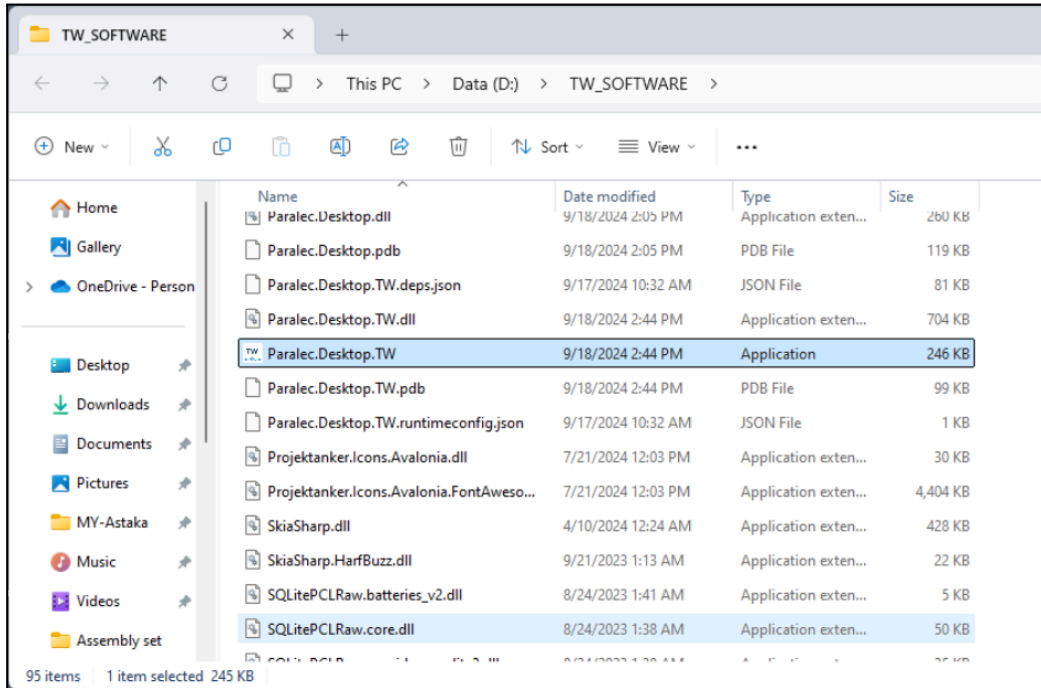 TW_SOFTWARE
This PC > Data (D:) > TW_SOFTWARE >
New Sort View ...
Name Date modified Type Size
Home
Gallery
OneDrive - Person
Desktop
Downloads
Documents
Pictures
MY-Astaka
Music
Videos
Assembly set
Paralec.Desktop.dll 9/18/2024 2:05 PM Application exten... 260 KB
Paralec.Desktop.pdb 9/18/2024 2:05 PM PDB File 119 KB
Paralec.Desktop.TW.deps.json 9/17/2024 10:32 AM JSON File 81 KB
Paralec.Desktop.TW.dll 9/18/2024 2:44 PM Application exten... 704 KB
TW Paralec.Desktop.TW 9/18/2024 2:44 PM Application 246 KB
Paralec.Desktop.TW.pdb 9/18/2024 2:44 PM PDB File 99 KB
Paralec.Desktop.TW.runtimeconfig.json 9/17/2024 10:32 AM JSON File 1 KB
Projektanker.Icons.Avalonia.dll 7/21/2024 12:03 PM Application exten... 30 KB
Projektanker.Icons.Avalonia.FontAweso... 7/21/2024 12:03 PM Application exten... 4,404 KB
SkiaSharp.dll 4/10/2024 12:24 AM Application exten... 428 KB
SkiaSharp.HarfBuzz.dll 9/21/2023 1:13 AM Application exten... 22 KB
SQLitePCLRaw.batteries_v2.dll 8/24/2023 1:41 AM Application exten... 5 KB
SQLitePCLRaw.core.dll 8/24/2023 1:38 AM Application exten... 50 KB
95 items 1 item selected 245 KB